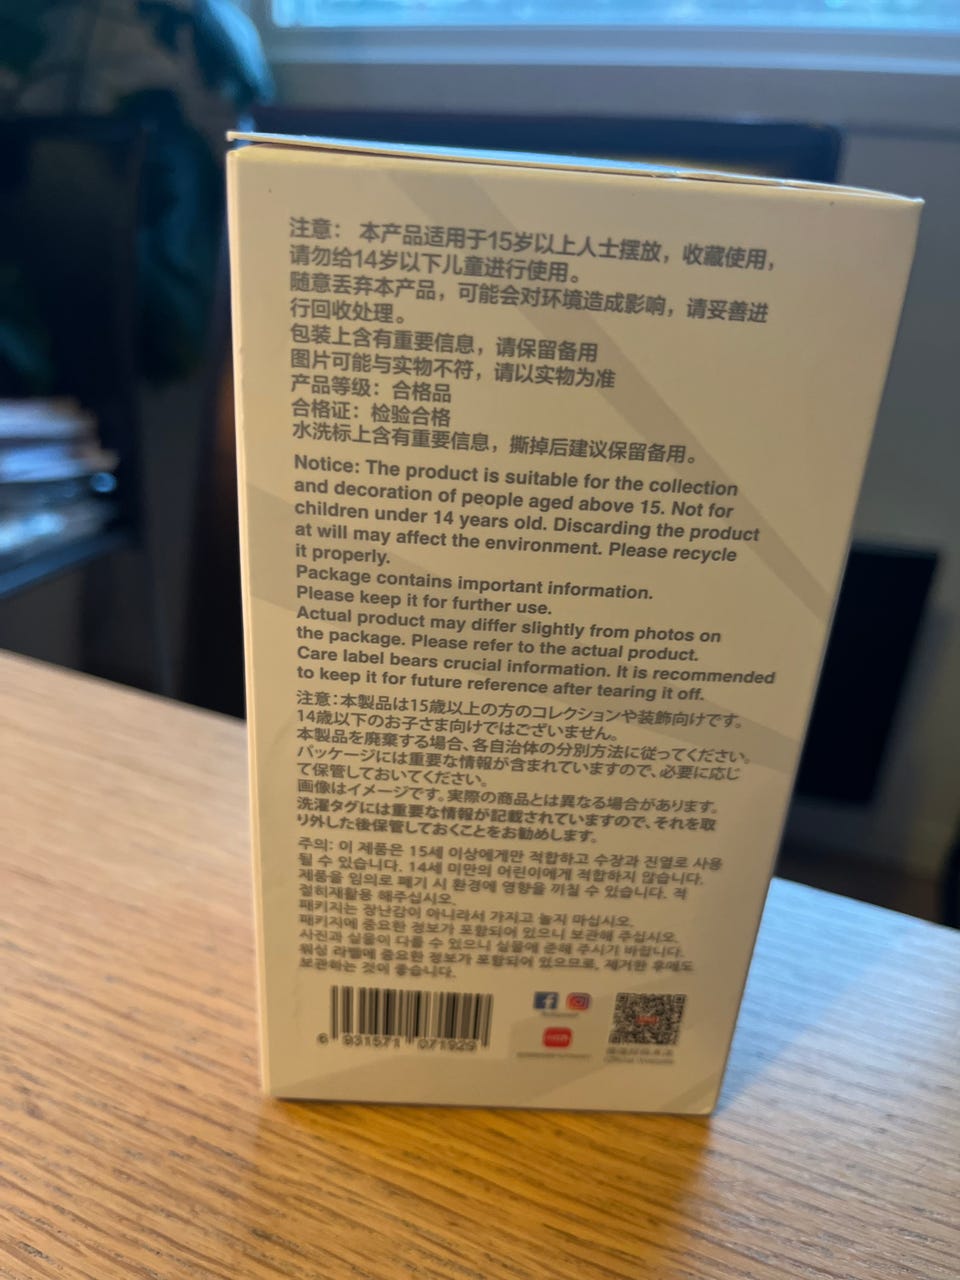 注意： 本产品适用于15岁以上人士摆放，收藏使用，
请勿给14岁以下儿童进行使用。
随意丢弃本产品，可能会对环境造成影响，请妥善进
行回收处理。
包装上含有重要信息，请保留备用
图片可能与实物不符，请以实物为准
产品等级：合格品
合格证：检验合格
水洗标上含有重要信息，撕掉后建议保留备用。
Notice: The product is suitable for the collection
and decoration of people aged above 15. Not for
children under 14 years old. Discarding the product
at will may affect the environment. Please recycle
it properly.
Package contains important information.
Please keep it for further use.
Actual product may differ slightly from photos on
the package. Please refer to the actual product.
Care label bears crucial information. It is recommended
to keep it for future reference after tearing it off.
注意：本製品は15歳以上の方のコレクションや装飾向けです。
14歳以下のお子さま向けではございません。
本製品を廃棄する場合、各自治体の分別方法に従ってください。
パッケージには重要な情報が含まれていますので、必要に応じ
て保管しておいてください。
画像はイメージです。実際の商品とは異なる場合があります。
洗濯タグには重要な情報が記載されていますので、それを取
り外した後保管しておくことをお勧めします。
주의: 이 제품은 15세 이상에게만 적합하고 수장과 진열로 사용
될 수 있습니다. 14세 미만의 어린이에게 적합하지 않습니다.
제품을 임의로 폐기 시 환경에 영향을 끼칠 수 있습니다. 적
절히재활용 해주십시오.
패키지는 장난감이 아니라서 가지고 놀지 마십시오.
패키지에 중요한 정보가 포함되어 있으니 보관해 주십시오.
사진과 실물이 다를 수 있으니 실물에 준해 주시기 바랍니다.
워싱 라벨에 중요한 정보가 포함되어 있으므로, 제거한 후에도
보관하는 것이 좋습니다.
6 931571 071929